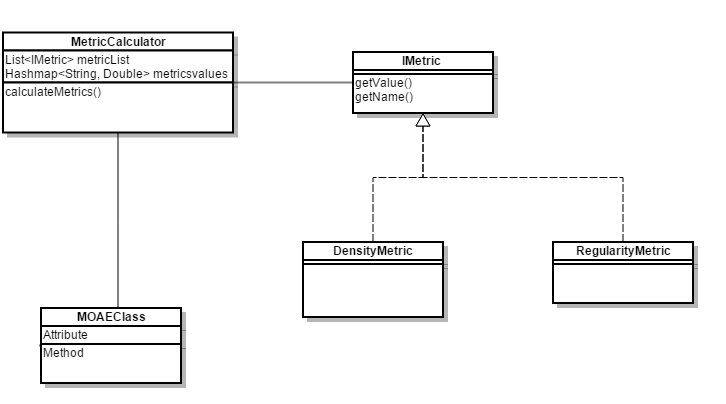 MetricCalculator
List<IMetric> metricList
Hashmap<String, Double> metricsvalues
calculateMetrics()
IMetric
getValue()
getName()
DensityMetric
RegularityMetric
MOAEClass
Attribute
Method